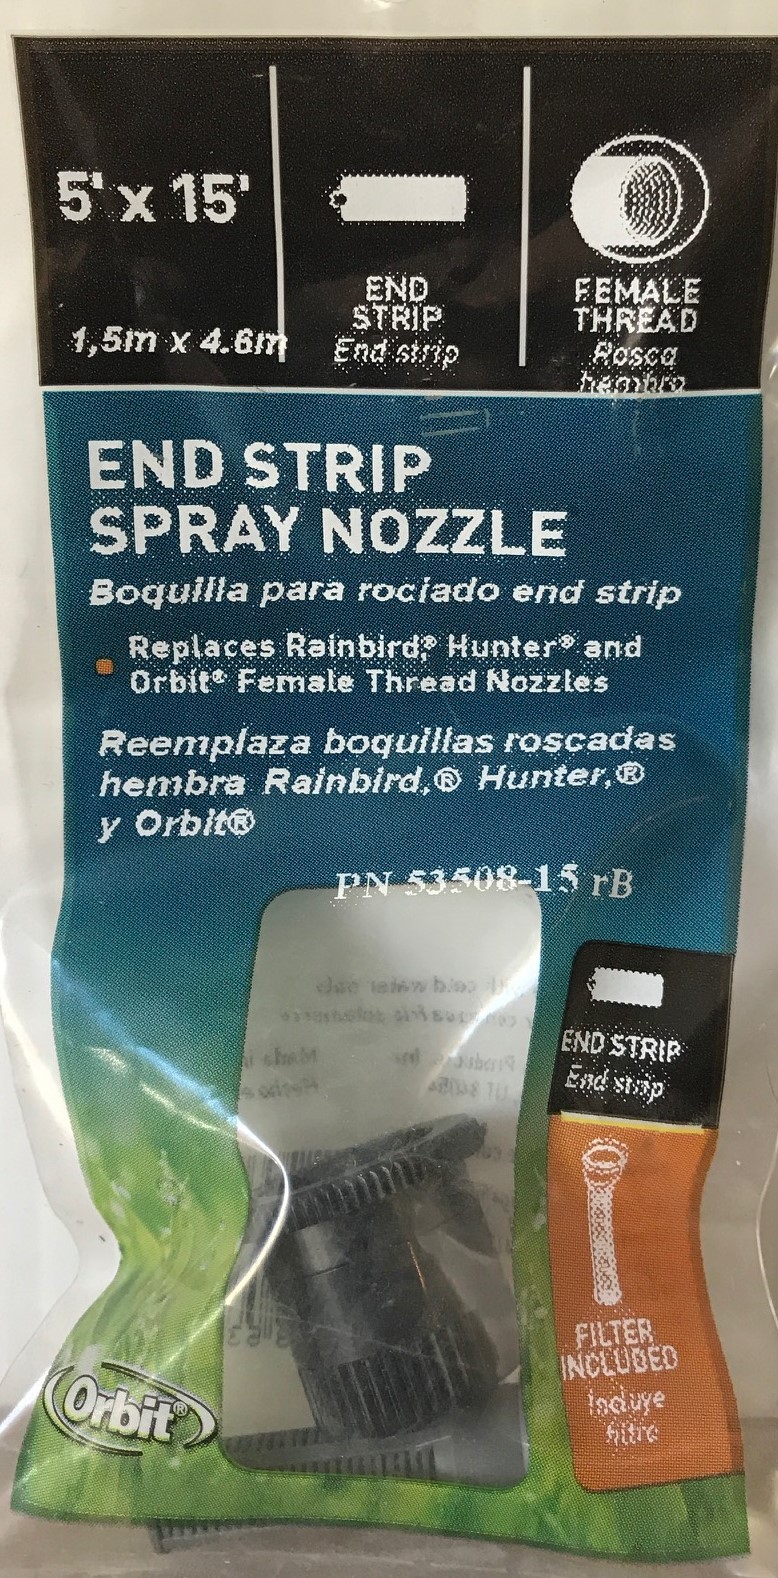 5' x 15'
1,5m x 4.6m
END
STRIP
End strip
FEMALE
THREAD
Rosca
hembra
END STRIP
SPRAY NOZZLE
Boquilla para rociado end strip
Replaces Rainbird,® Hunter® and
Orbit® Female Thread Nozzles
Reemplaza boquillas roscadas
hembra Rainbird,® Hunter,®
y Orbit®
PN 53508-15 rB
END STRIP
End strip
FILTER
INCLUDED
Incluye
filtro
Orbit®